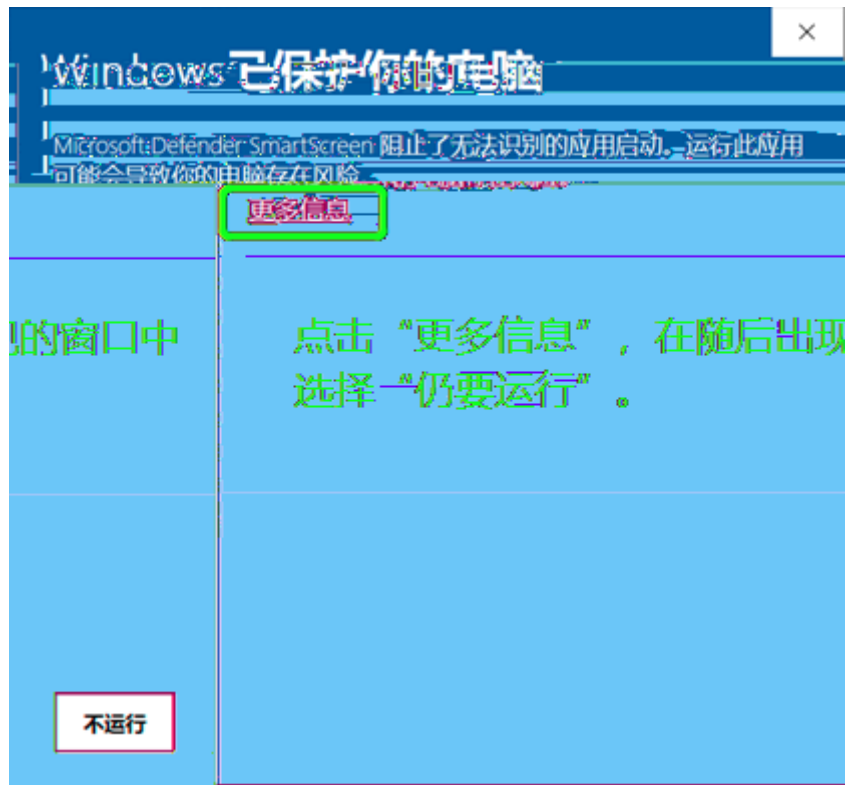 Windows 已保护你的电脑
Microsoft Defender SmartScreen 阻止了无法识别的应用启动。运行此应用
可能会导致你的电脑存在风险。
更多信息
点击“更多信息”，在随后出现
的窗口中
选择“仍要运行”。
不运行